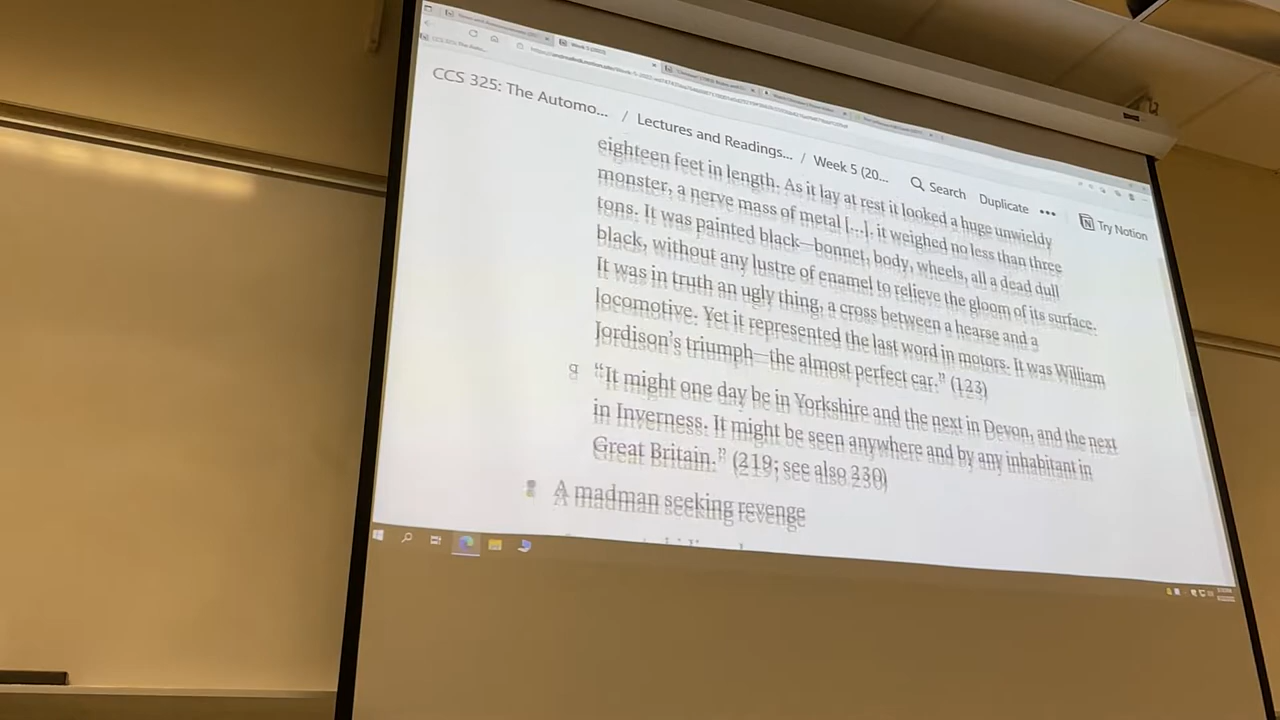 Week 5 (2022)
CCS 325: The Automo... / Lectures and Readings... / Week 5 (20... Search Duplicate ••• Try Notion
eighteen feet in length. As it lay at rest it looked a huge unwieldy
monster, a nerve mass of metal [...]. it weighed no less than three
tons. It was painted black—bonnet, body, wheels, all a dead dull
black, without any lustre of enamel to relieve the gloom of its surface.
It was in truth an ugly thing, a cross between a hearse and a
locomotive. Yet it represented the last word in motors. It was William
Jordison’s triumph—the almost perfect car.” (123)
“It might one day be in Yorkshire and the next in Devon, and the next
in Inverness. It might be seen anywhere and by any inhabitant in
Great Britain.” (219; see also 230)
A madman seeking revenge